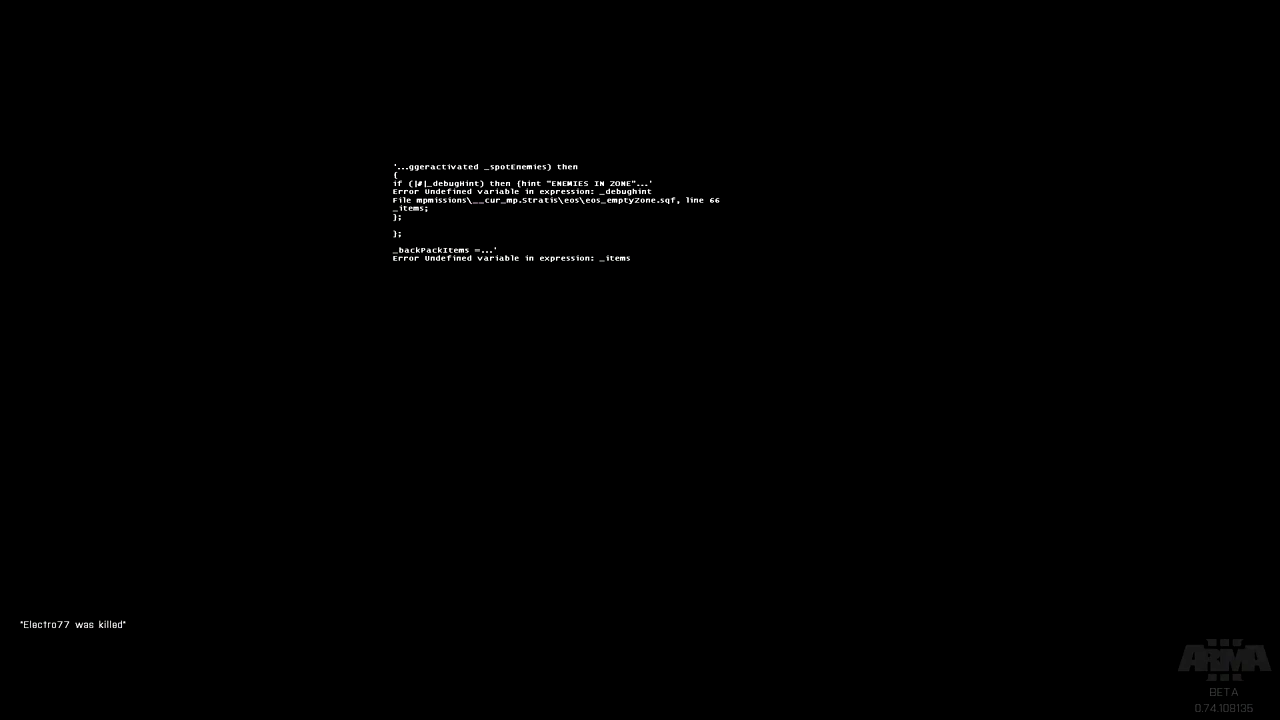 '...ggeractivated _spotEnemies) then
{
if (|#|_debugHint) then {hint "ENEMIES IN ZONE"...'
Error Undefined variable in expression: _debughint
File mpmissions\__cur_mp.Stratis\eos\eos_emptyZone.sqf, line 66
_items;
};
};
_backPackItems =...'
Error Undefined variable in expression: _items
"Electro77 was killed"
ARMA III
BETA
0.74.108135